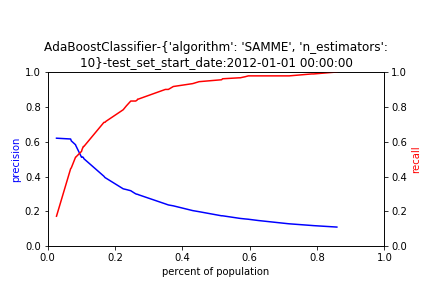 AdaBoostClassifier-{'algorithm': 'SAMME', 'n_estimators':
10}-test_set_start_date:2012-01-01 00:00:00
1.0 1.0
0.8 0.8
0.6 0.6
precision recall
0.4 0.4
0.2 0.2
0.0 0.0
0.0 0.2 0.4 0.6 0.8 1.0
percent of population